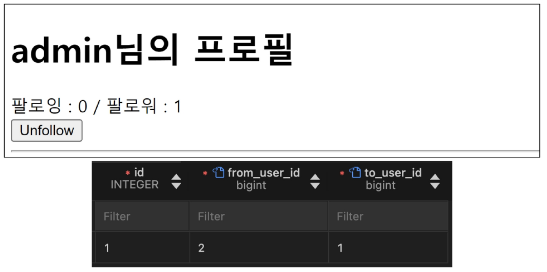 admin님의 프로필
팔로잉 : 0 / 팔로워 : 1
Unfollow
* id * from_user_id * to_user_id
INTEGER bigint bigint
Filter Filter Filter
1 2 1